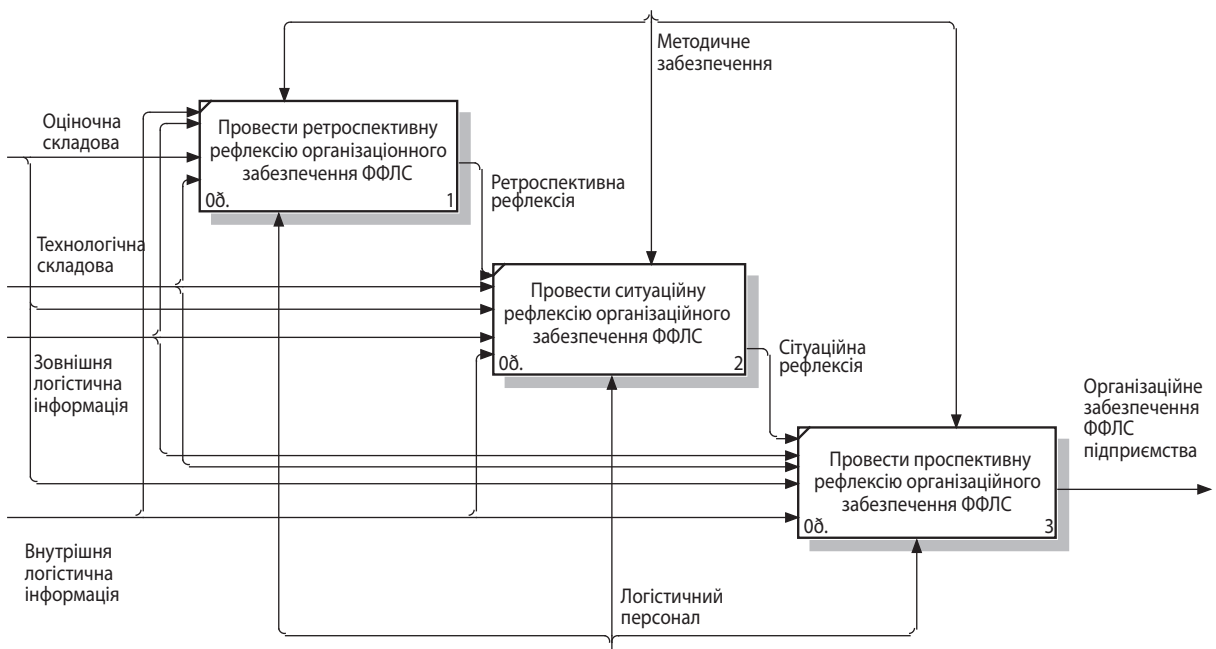 Методичне
забезпечення
Оціночна
складова
Провести ретроспективну
рефлексію організаціонного
забезпечення ФФЛС
0ð.
1
Ретроспективна
рефлексія
Технологічна
складова
Провести ситуаційну
рефлексію організаційного
забезпечення ФФЛС
0ð.
2
Сітуаційна
рефлексія
Зовнішня
логістична
інформація
Організаційне
забезпечення
ФФЛС
підприємства
Провести проспективну
рефлексію організаційного
забезпечення ФФЛС
0ð.
3
Внутрішня
логістична
інформація
Логістичний
персонал